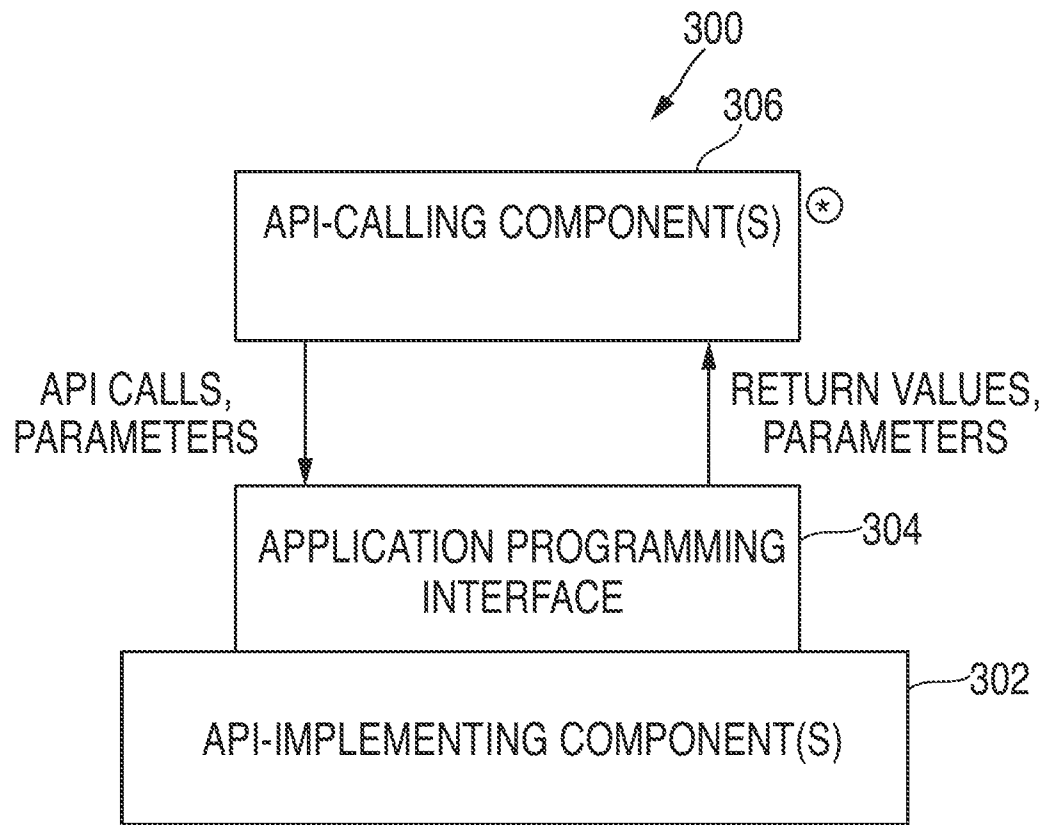 300
306
API-CALLING COMPONENT(S)
*
API CALLS,
PARAMETERS
RETURN VALUES,
PARAMETERS
APPLICATION PROGRAMMING
INTERFACE
304
302
API-IMPLEMENTING COMPONENT(S)